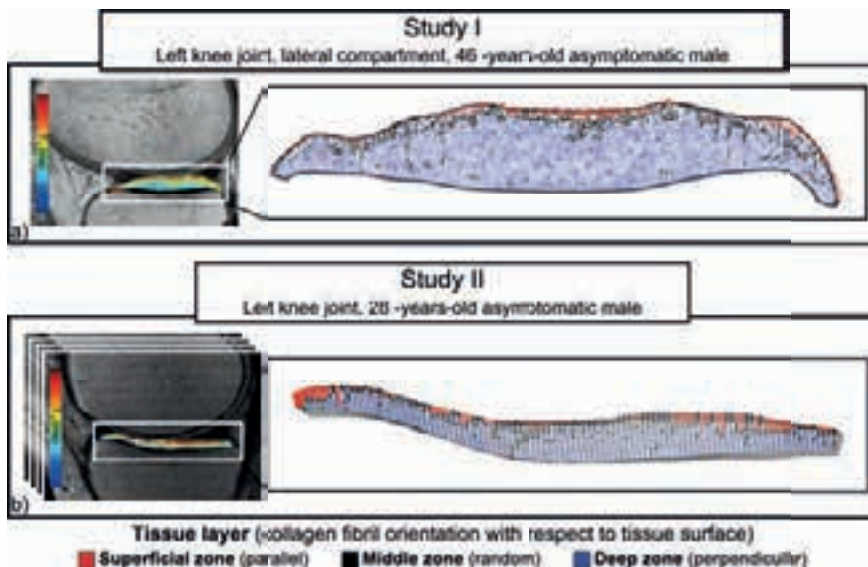 Study I
Left knee joint, lateral compartment, 46 -years-old asymptomatic male
a)
Study II
Left knee joint, 28 -years-old asymptomatic male
b)
Tissue layer (collagen fibril orientation with respect to tissue surface)
Superficial zone (parallel) Middle zone (random) Deep zone (perpendicular)